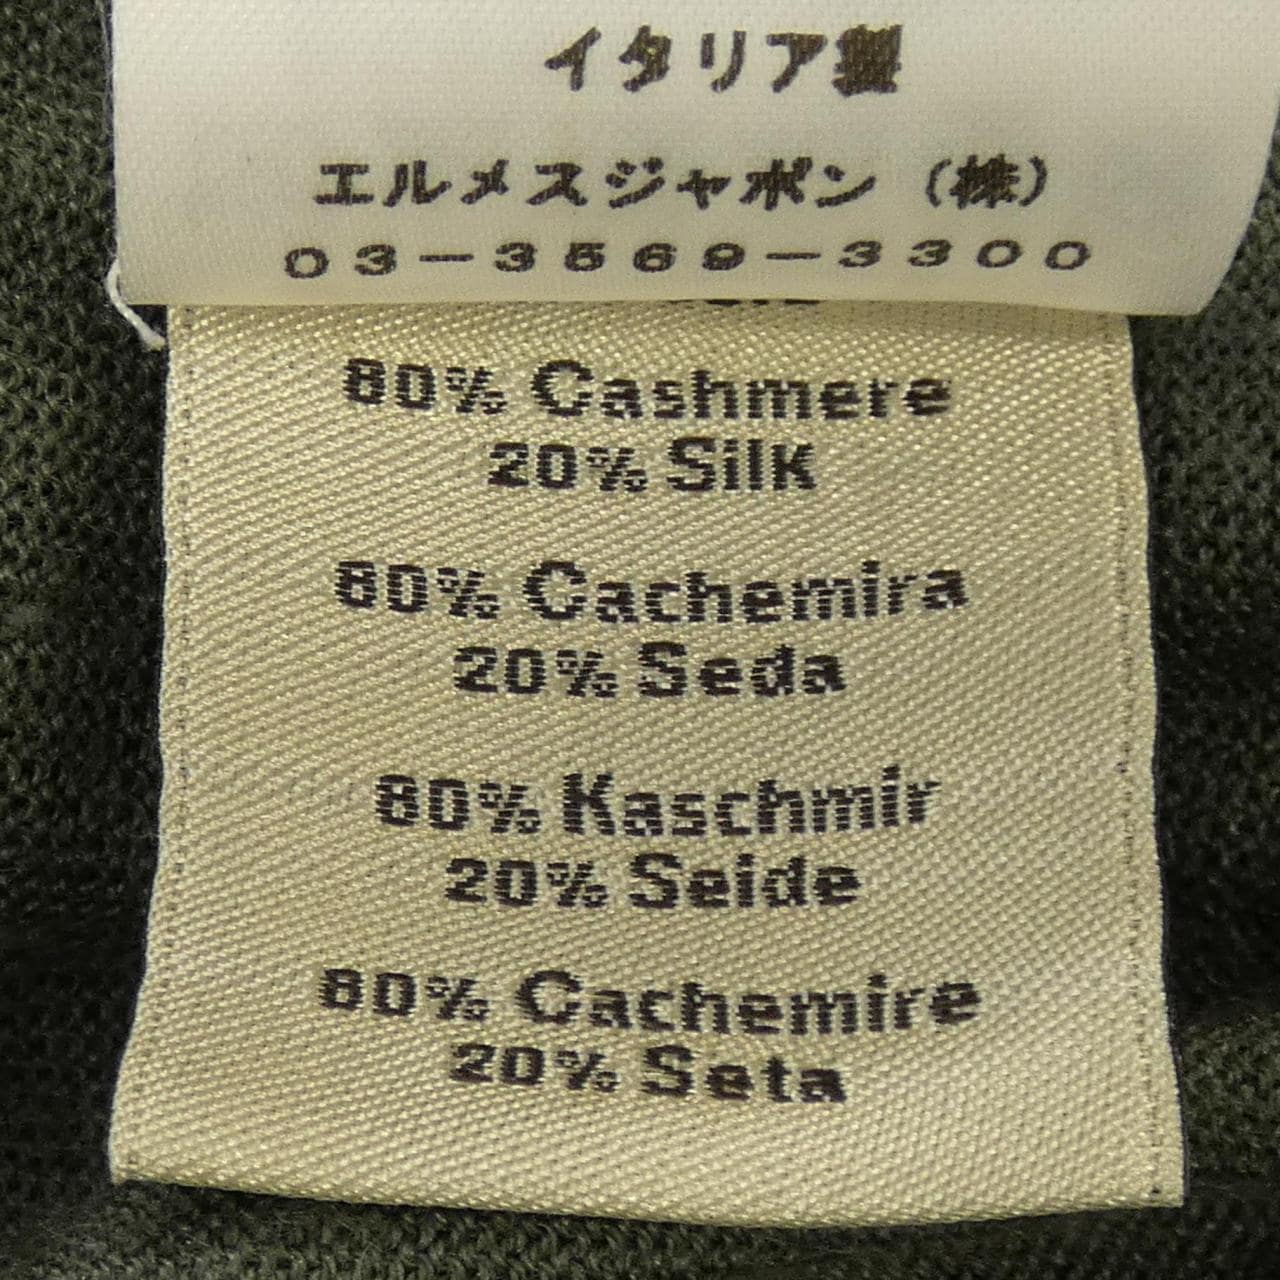 イタリア製
エルメスジャポン（株）
03-3569-3300
80% Cashmere
20% Silk
80% Cachemira
20% Seda
80% Kaschmir
20% Seide
80% Cachemire
20% Seta